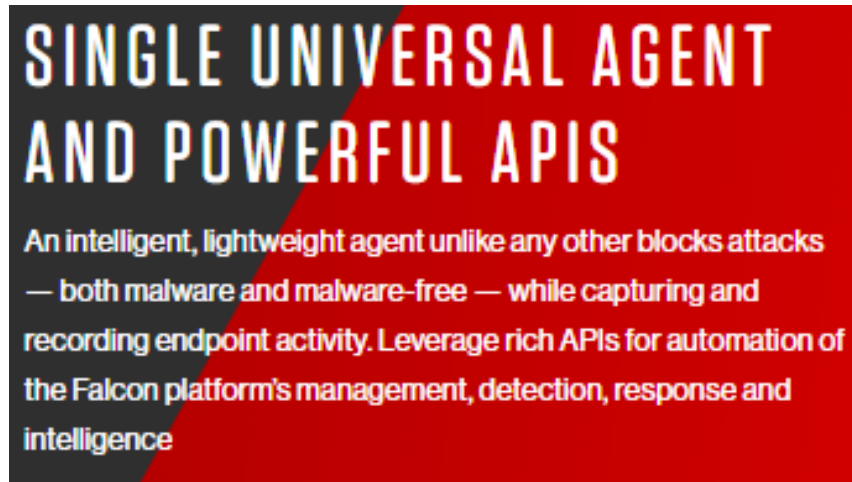 SINGLE UNIVERSAL AGENT
AND POWERFUL APIS
An intelligent, lightweight agent unlike any other blocks attacks
— both malware and malware-free — while capturing and
recording endpoint activity. Leverage rich APIs for automation of
the Falcon platform's management, detection, response and
intelligence